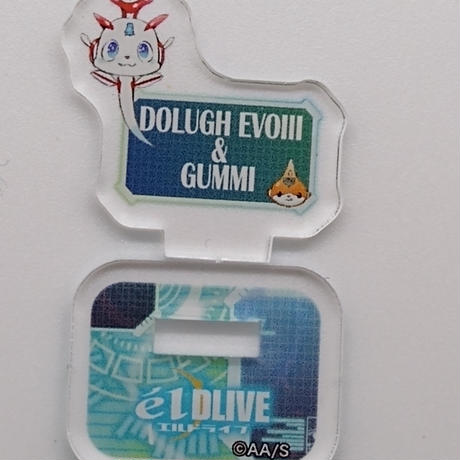 DOLUGH EVOIII
&
GUMMI
élDLIVE
エルドライブ
©AA/S